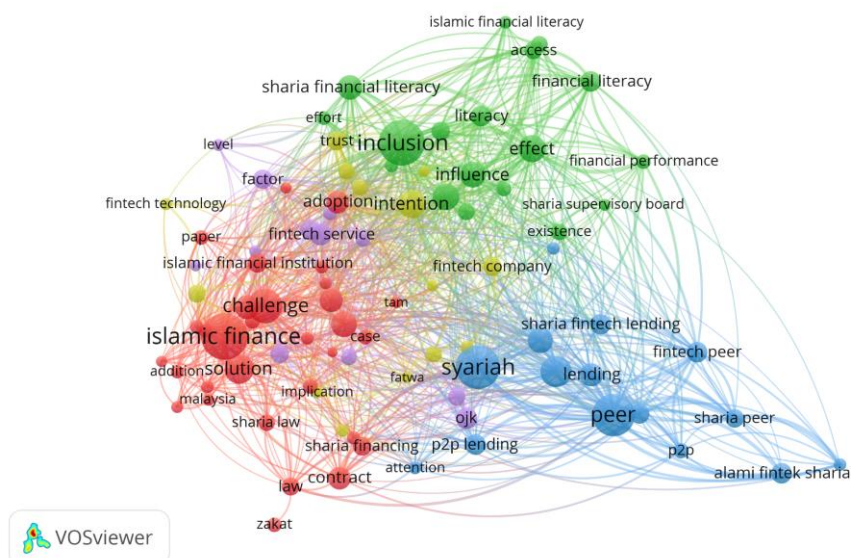 islamic financial literacy
access
sharia financial literacy
financial literacy
effort
literacy
level
trust
inclusion
effect
factor
influence
financial performance
fintech technology
adoption
intention
sharia supervisory board
paper
fintech service
existence
islamic financial institution
fintech company
challenge
tam
islamic finance
case
sharia fintech lending
addition
solution
syariah
lending
fintech peer
malaysia
implication
fatwa
sharia law
ojk
peer
sharia peer
sharia financing
p2p lending
p2p
law
contract
attention
alami fintek sharia
zakat
VOSviewer